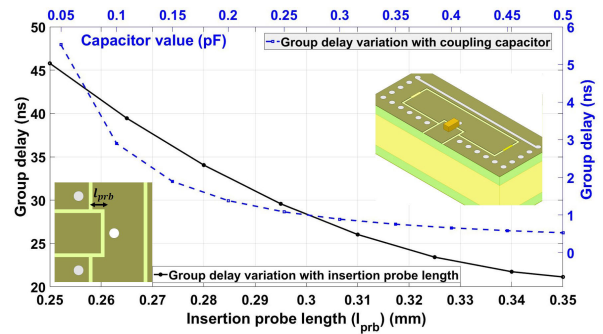 0.05 0.1 0.15 0.2 0.25 0.3 0.35 0.4 0.45 0.5
Capacitor value (pF)
Group delay variation with coupling capacitor
50
45
40
35
30
25
20
Group delay (ns)
6
5
4
3
2
1
0
Group delay (ns)
l_prb
Group delay variation with insertion probe length
0.25 0.26 0.27 0.28 0.29 0.3 0.31 0.32 0.33 0.34 0.35
Insertion probe length (l_prb) (mm)